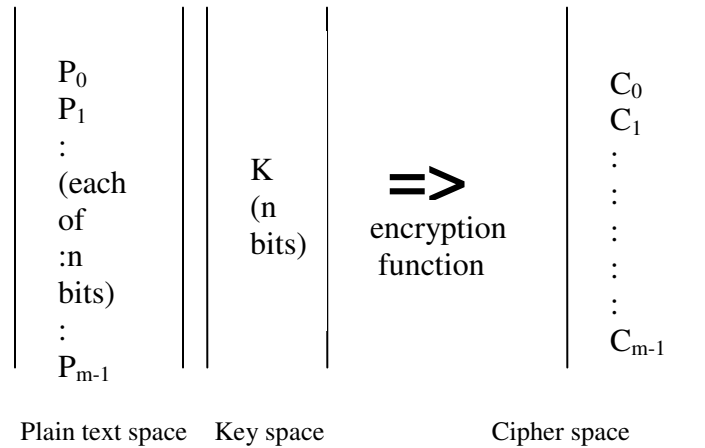 P₀
P₁
:
(each
of
:n
bits)
:
Pₘ₋₁
K
(n
bits)
=>
encryption
function
C₀
C₁
:
:
:
:
:
Cₘ₋₁
Plain text space Key space Cipher space